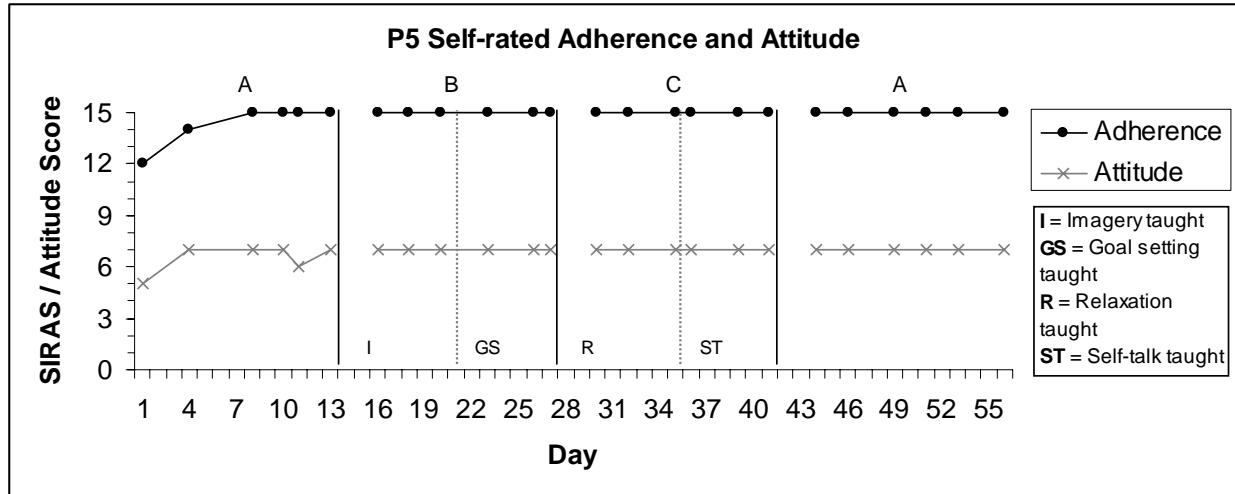 P5 Self-rated Adherence and Attitude
A B C A
SIRAS / Attitude Score
15
12
9
6
3
0
I GS R ST
1 4 7 10 13 16 19 22 25 28 31 34 37 40 43 46 49 52 55
Day
Adherence
Attitude
I = Imagery taught
GS = Goal setting
taught
R = Relaxation
taught
ST = Self-talk taught